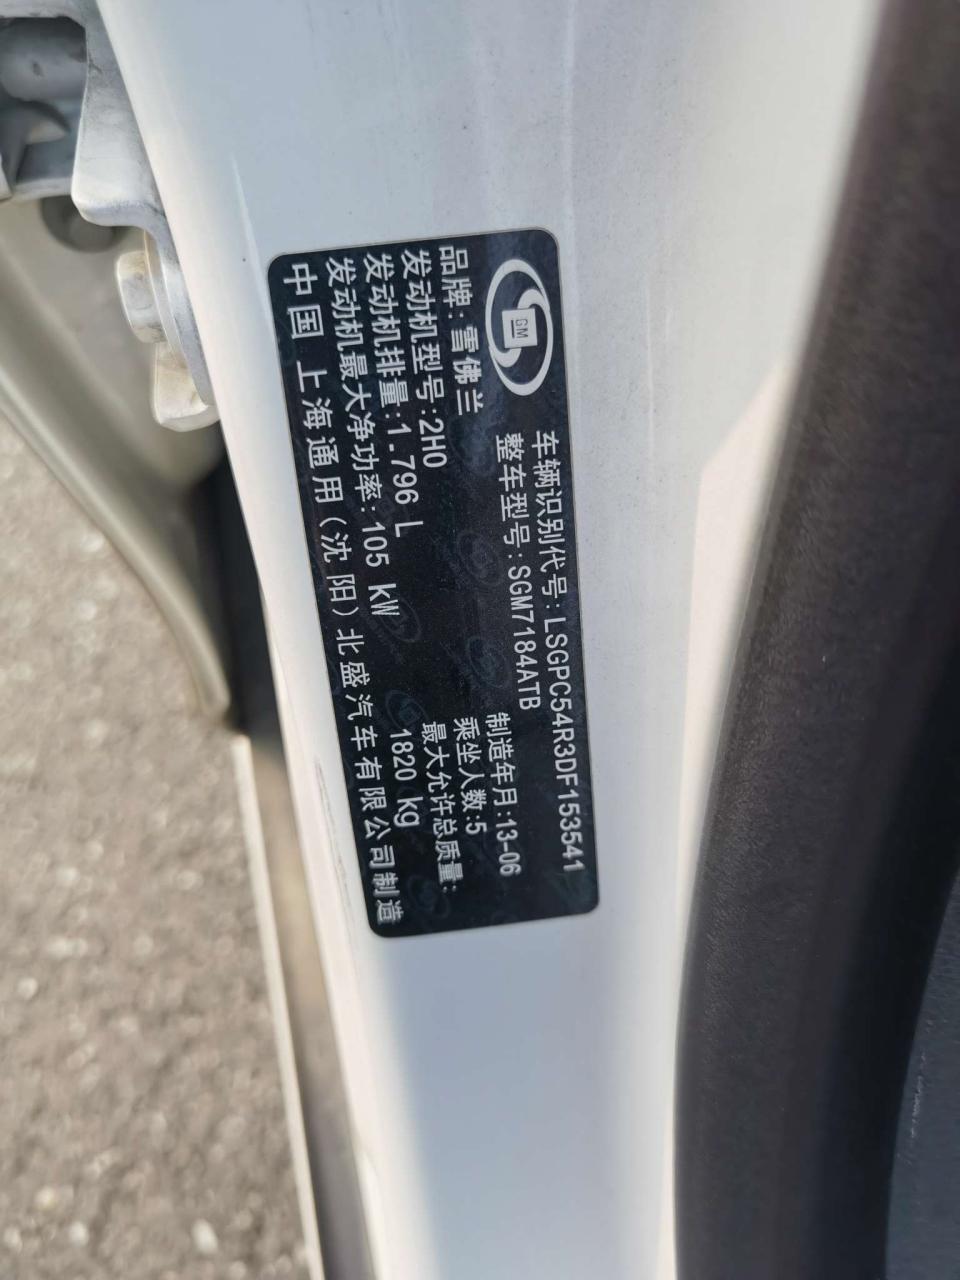 GM
车辆识别代号:LSGPC54R3DF153541
整车型号:SGM7184ATB
品牌:雪佛兰
制造年月:13-06
发动机型号:2H0
乘坐人数:5
发动机排量:1.796 L
最大允许总质量:
发动机最大净功率:105 kW
1820 kg
中国 上海通用(沈阳)北盛汽车有限公司制造